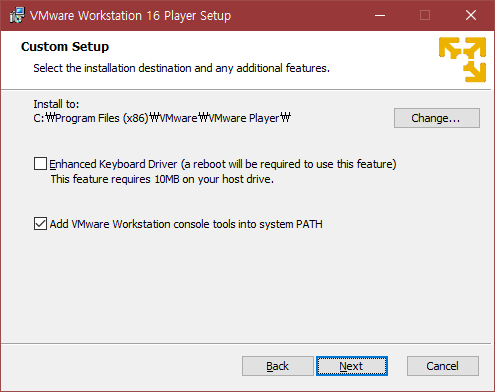 VMware Workstation 16 Player Setup
Custom Setup
Select the installation destination and any additional features.
Install to:
C:₩Program Files (x86)₩VMware₩VMware Player₩
Change...
Enhanced Keyboard Driver (a reboot will be required to use this feature)
This feature requires 10MB on your host drive.
Add VMware Workstation console tools into system PATH
Back
Next
Cancel